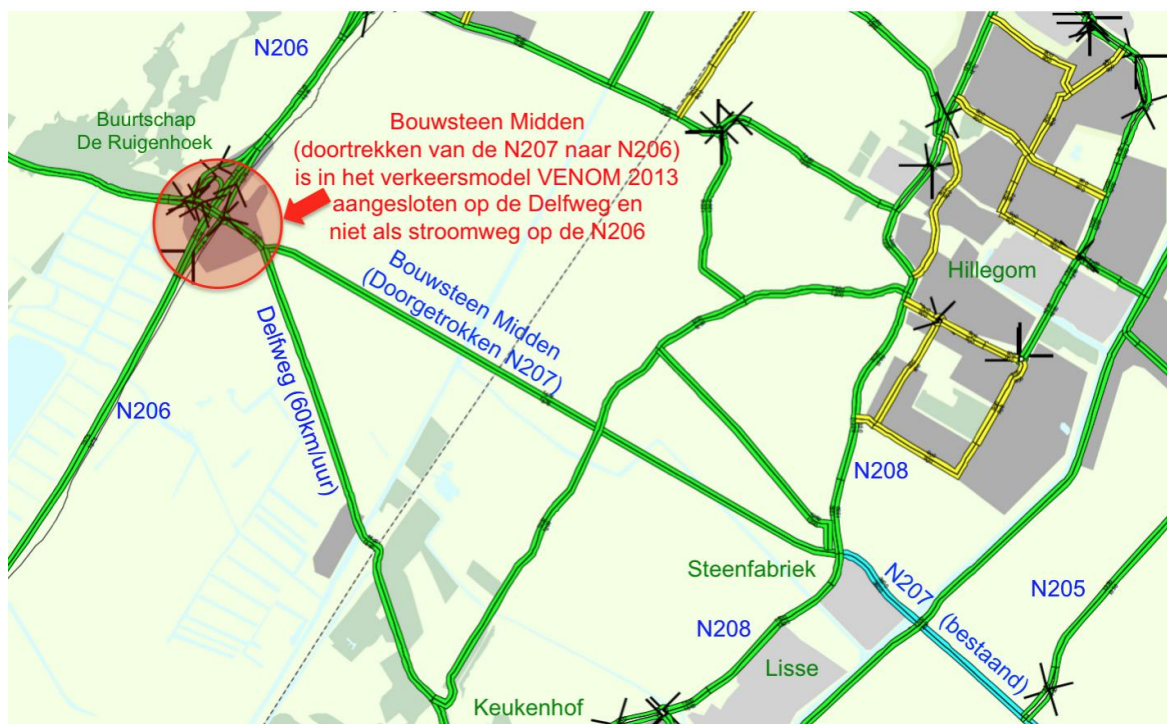 N206
Buurtschap
De Ruigenhoek
Bouwsteen Midden
(doortrekken van de N207 naar N206)
is in het verkeersmodel VENOM 2013
aangesloten op de Delfweg en
niet als stroomweg op de N206
Bouwsteen Midden
(Doorgetrokken N207)
Hillegom
Delfweg (60km/uur)
N206
N208
Steenfabriek
N207 (bestaand)
N205
N208
Lisse
Keukenhof